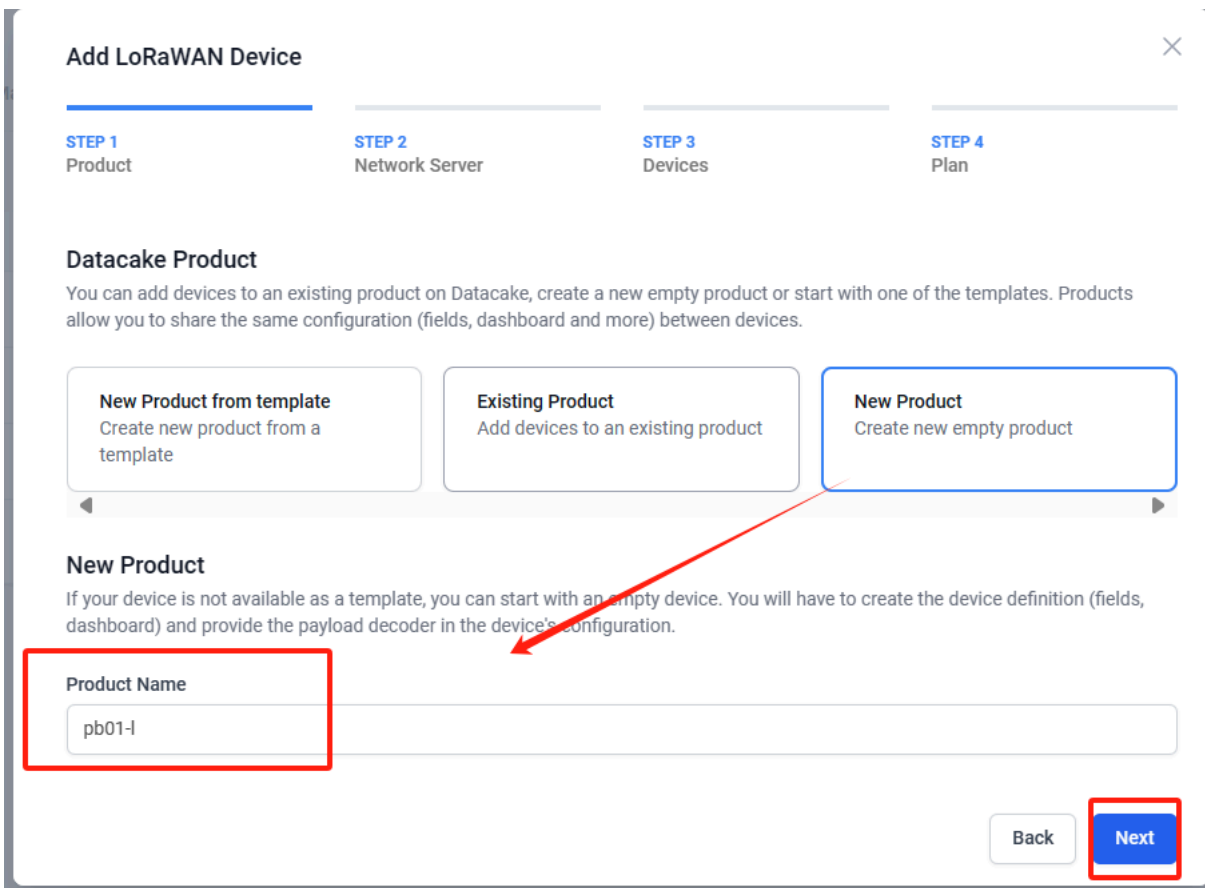 Add LoRaWAN Device
STEP 1
Product
STEP 2
Network Server
STEP 3
Devices
STEP 4
Plan
Datacake Product
You can add devices to an existing product on Datacake, create a new empty product or start with one of the templates. Products
allow you to share the same configuration (fields, dashboard and more) between devices.
New Product from template
Create new product from a
template
Existing Product
Add devices to an existing product
New Product
Create new empty product
New Product
If your device is not available as a template, you can start with an empty device. You will have to create the device definition (fields,
dashboard) and provide the payload decoder in the device's configuration.
Product Name
pb01-l
Back
Next